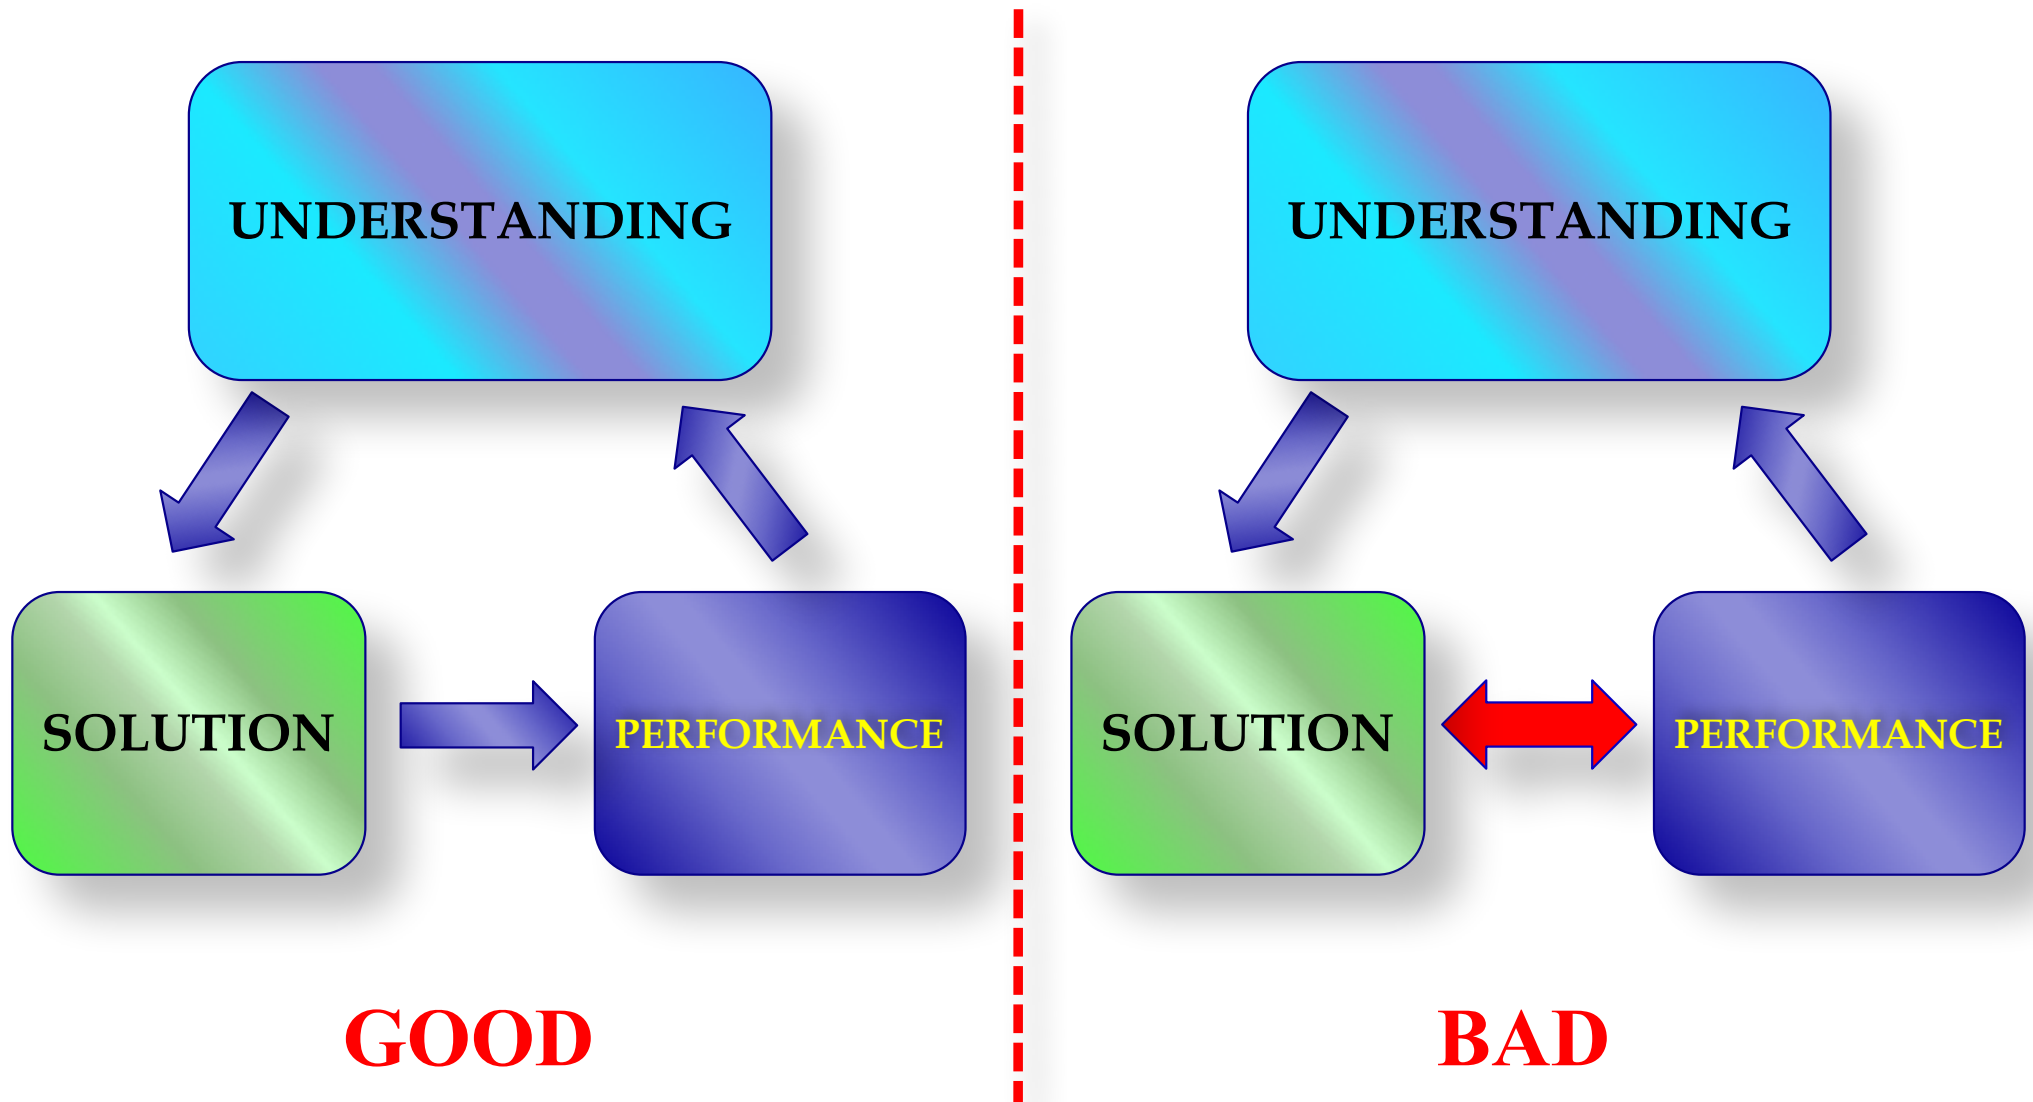 UNDERSTANDING
SOLUTION
PERFORMANCE
GOOD
UNDERSTANDING
SOLUTION
PERFORMANCE
BAD